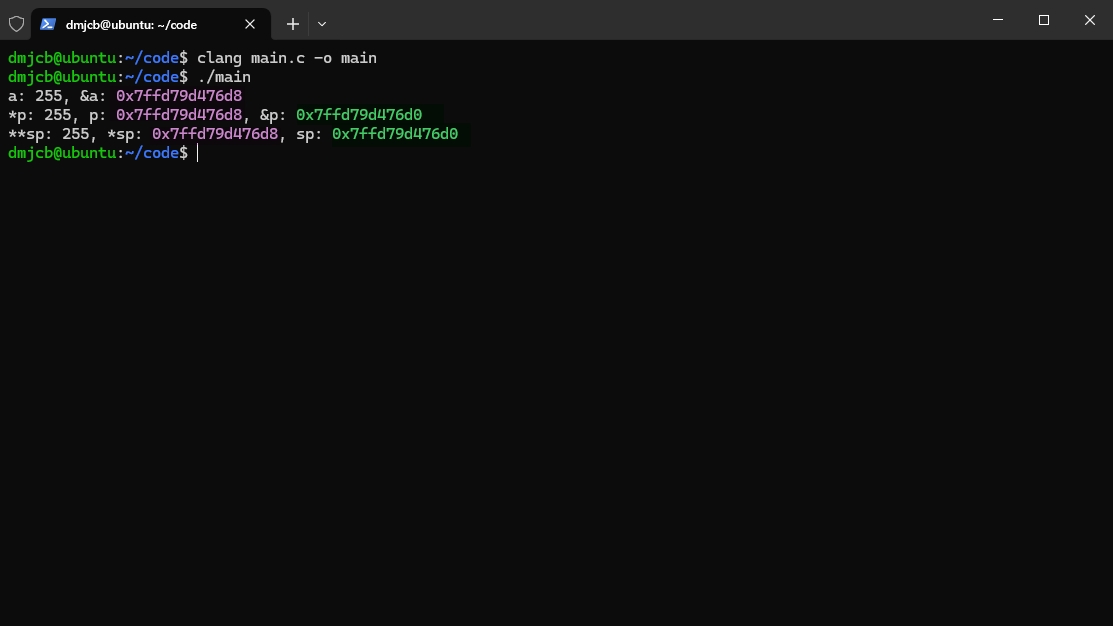 dmjcb@ubuntu: ~/code
dmjcb@ubuntu:~/code$ clang main.c -o main
dmjcb@ubuntu:~/code$ ./main
a: 255, &a: 0x7ffd79d476d8
*p: 255, p: 0x7ffd79d476d8, &p: 0x7ffd79d476d0
**sp: 255, *sp: 0x7ffd79d476d8, sp: 0x7ffd79d476d0
dmjcb@ubuntu:~/code$